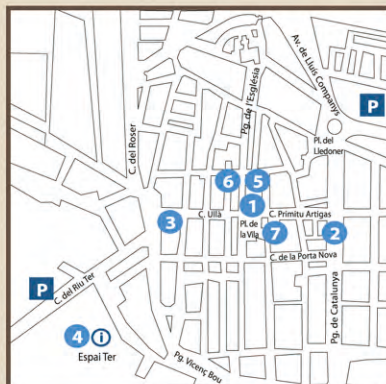 Pg. de l'Església
Av. de Lluís Companys
P
C. del Roser
Pl. del
Lledoner
6
5
1
C. Ullà
C. Primitu Artigas
3
Pl. de
la Vila
7
2
C. de la Porta Nova
P
C. del Riu Ter
Pg. de Catalunya
4
i
Espai Ter
Pg. Vicenç Bou